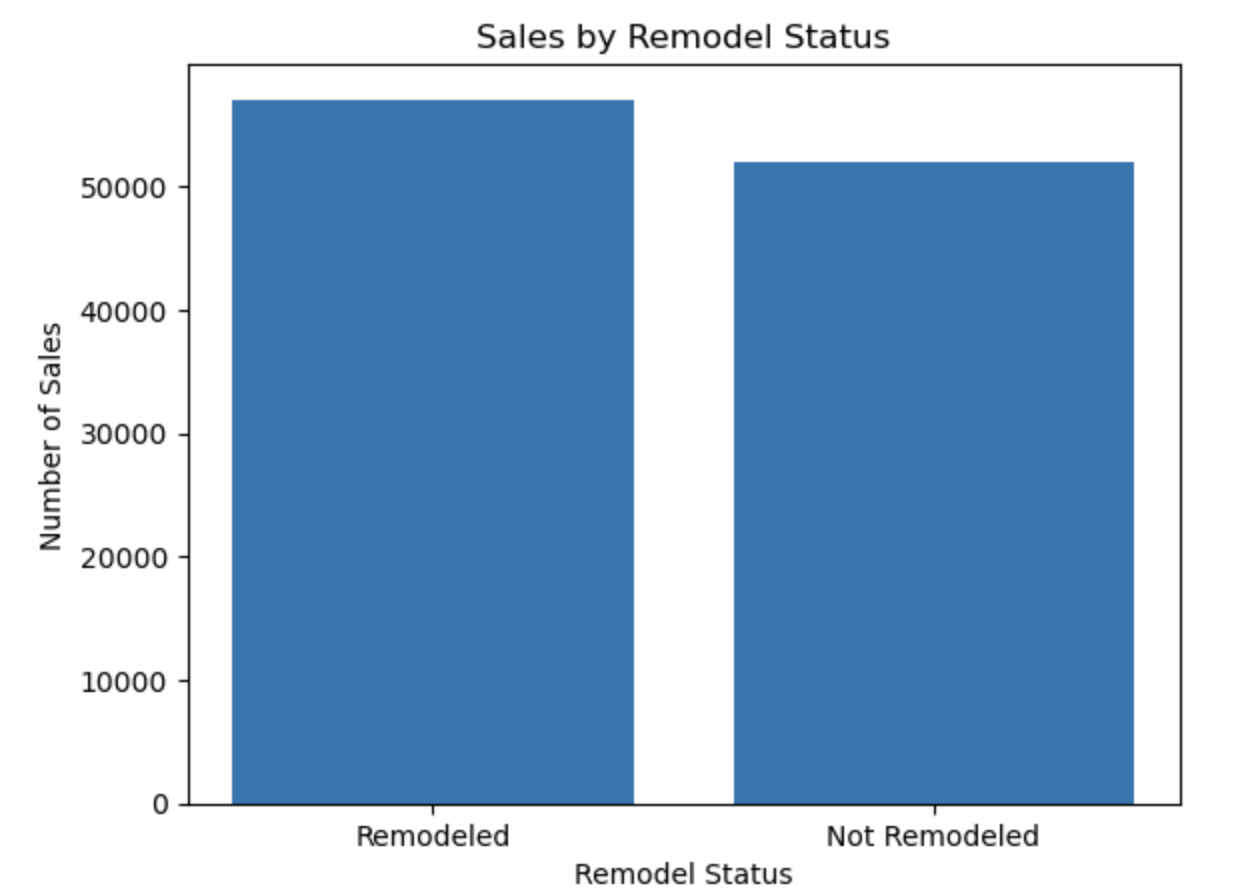 Sales by Remodel Status
Number of Sales
50000
40000
30000
20000
10000
0
Remodeled Not Remodeled
Remodel Status